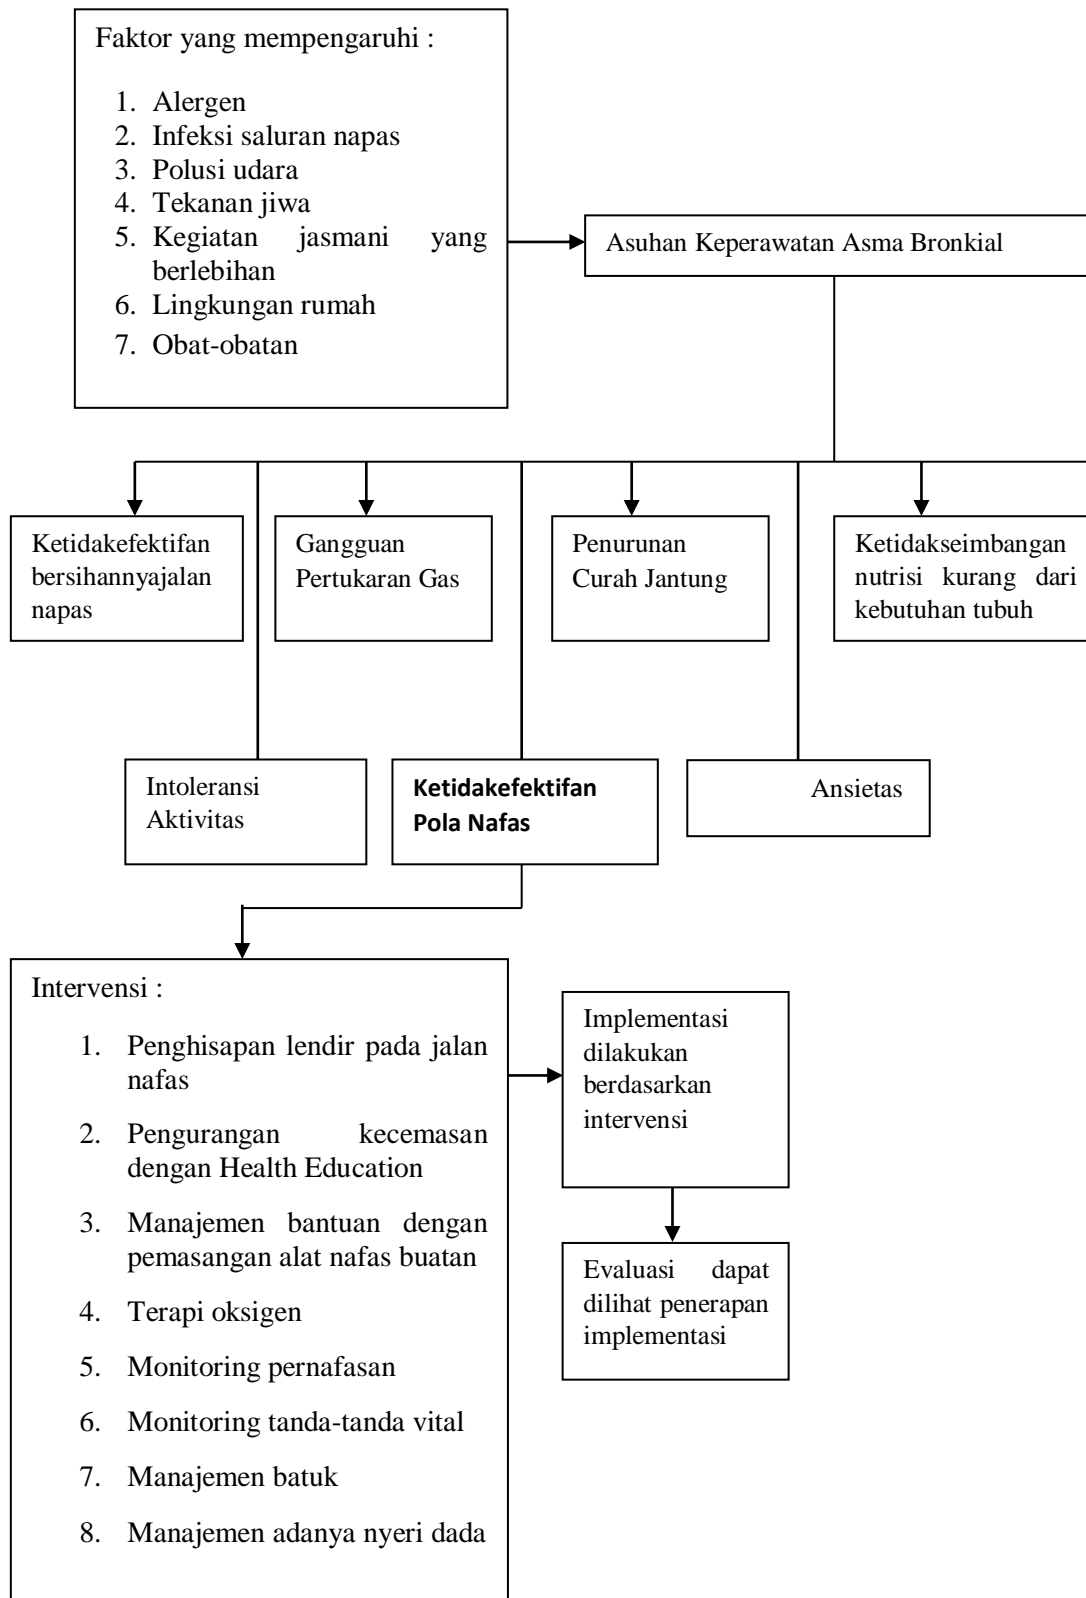 Faktor yang mempengaruhi :
1. Alergen
2. Infeksi saluran napas
3. Polusi udara
4. Tekanan jiwa
5. Kegiatan jasmani yang
berlebihan
6. Lingkungan rumah
7. Obat-obatan
Asuhan Keperawatan Asma Bronkial
Ketidakefektifan
bersihannyajalan
napas
Gangguan
Pertukaran Gas
Penurunan
Curah Jantung
Ketidakseimbangan
nutrisi kurang dari
kebutuhan tubuh
Intoleransi
Aktivitas
Ketidakefektifan
Pola Nafas
Ansietas
Intervensi :
1. Penghisapan lendir pada jalan
nafas
2. Pengurangan kecemasan
dengan Health Education
3. Manajemen bantuan dengan
pemasangan alat nafas buatan
4. Terapi oksigen
5. Monitoring pernafasan
6. Monitoring tanda-tanda vital
7. Manajemen batuk
8. Manajemen adanya nyeri dada
Implementasi
dilakukan
berdasarkan
intervensi
Evaluasi dapat
dilihat penerapan
implementasi